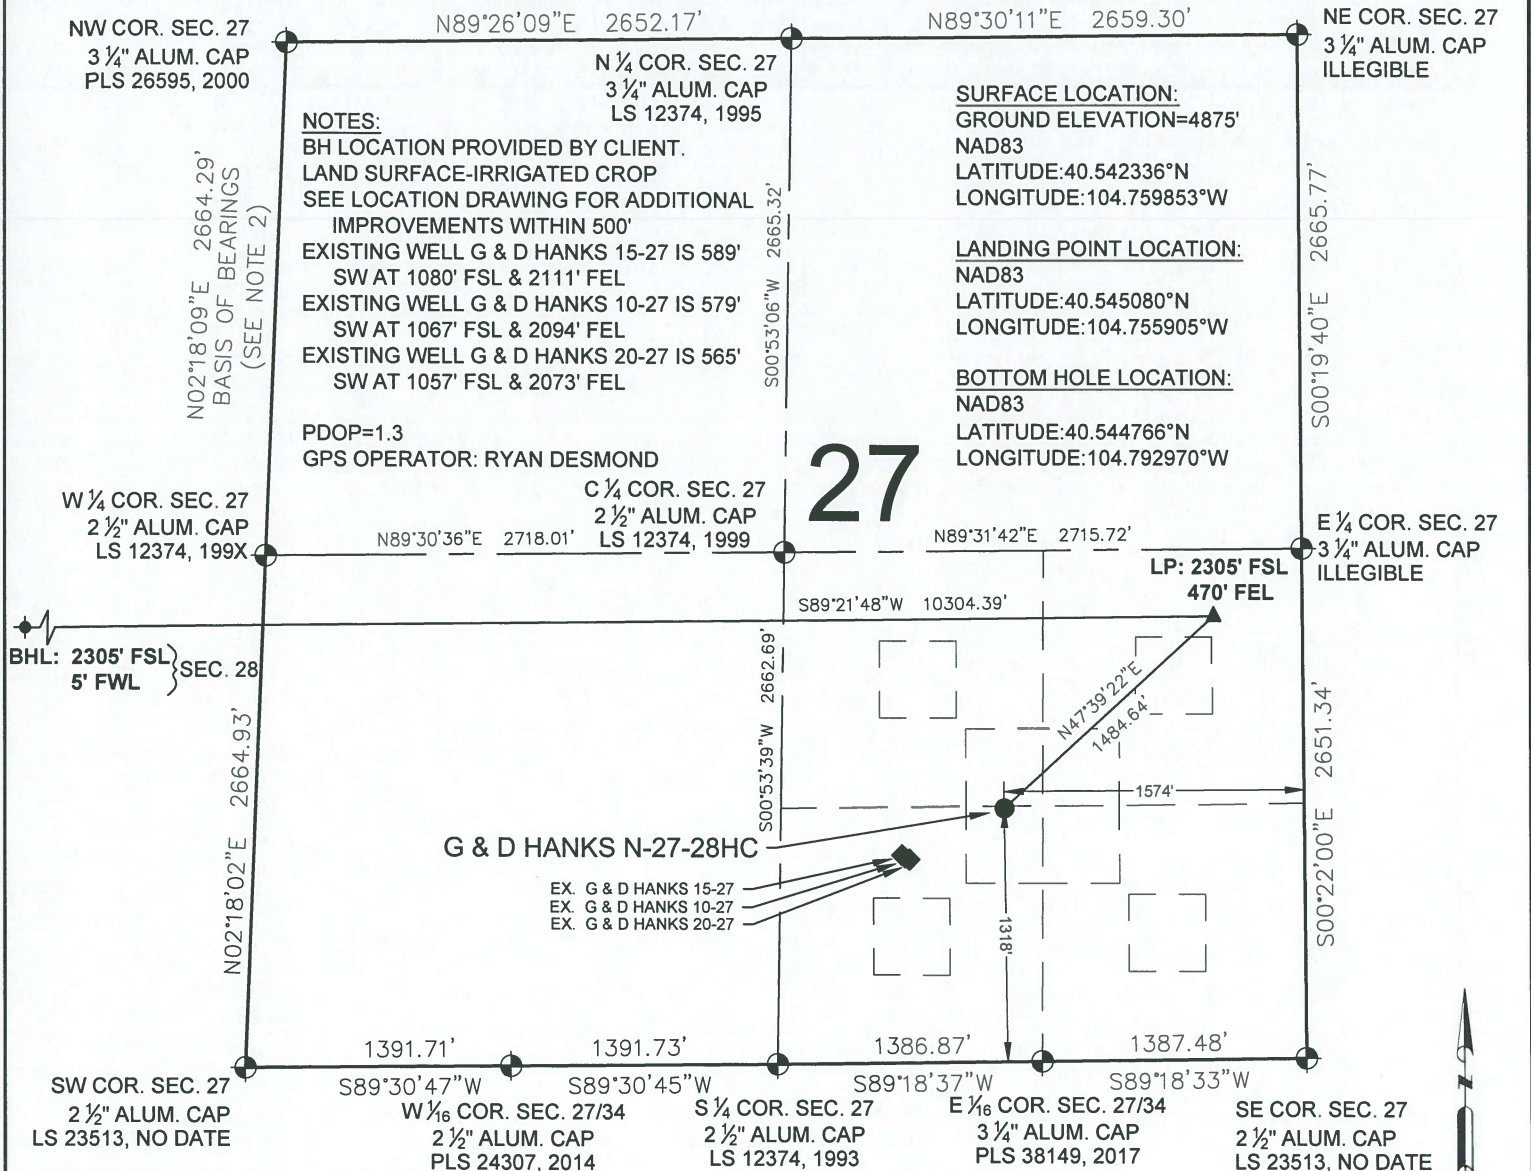 N89°26'09"E 2652.17'
N89°30'11"E 2659.30'
NW COR. SEC. 27
3 ¼" ALUM. CAP
PLS 26595, 2000
N ¼ COR. SEC. 27
3 ¼" ALUM. CAP
LS 12374, 1995
NE COR. SEC. 27
3 ¼" ALUM. CAP
ILLEGIBLE
NOTES:
BH LOCATION PROVIDED BY CLIENT.
LAND SURFACE-IRRIGATED CROP
SEE LOCATION DRAWING FOR ADDITIONAL
IMPROVEMENTS WITHIN 500'
EXISTING WELL G & D HANKS 15-27 IS 589'
SW AT 1080' FSL & 2111' FEL
EXISTING WELL G & D HANKS 10-27 IS 579'
SW AT 1067' FSL & 2094' FEL
EXISTING WELL G & D HANKS 20-27 IS 565'
SW AT 1057' FSL & 2073' FEL
PDOP=1.3
GPS OPERATOR: RYAN DESMOND
SURFACE LOCATION:
GROUND ELEVATION=4875'
NAD83
LATITUDE:40.542336°N
LONGITUDE:104.759853°W
LANDING POINT LOCATION:
NAD83
LATITUDE:40.545080°N
LONGITUDE:104.755905°W
BOTTOM HOLE LOCATION:
NAD83
LATITUDE:40.544766°N
LONGITUDE:104.792970°W
N02°18'09"E 2664.29'
BASIS OF BEARINGS
(SEE NOTE 2)
S00°53'06"W 2665.32'
S00°19'40"E 2665.77'
27
W ¼ COR. SEC. 27
2 ½" ALUM. CAP
LS 12374, 199X
C ¼ COR. SEC. 27
2 ½" ALUM. CAP
LS 12374, 1999
N89°30'36"E 2718.01'
N89°31'42"E 2715.72'
E ¼ COR. SEC. 27
3 ¼" ALUM. CAP
ILLEGIBLE
LP: 2305' FSL
470' FEL
S89°21'48"W 10304.39'
BHL: 2305' FSL
5' FWL
SEC. 28
N02°18'02"E 2664.93'
S00°53'39"W 2662.69'
N47°39'22"E
1484.64'
1574'
S00°22'00"E 2651.34'
G & D HANKS N-27-28HC
EX. G & D HANKS 15-27
EX. G & D HANKS 10-27
EX. G & D HANKS 20-27
1318'
1391.71'
1391.73'
1386.87'
1387.48'
S89°30'47"W
S89°30'45"W
S89°18'37"W
S89°18'33"W
SW COR. SEC. 27
2 ½" ALUM. CAP
LS 23513, NO DATE
W 1⁄16 COR. SEC. 27/34
2 ½" ALUM. CAP
PLS 24307, 2014
S ¼ COR. SEC. 27
2 ½" ALUM. CAP
LS 12374, 1993
E 1⁄16 COR. SEC. 27/34
3 ¼" ALUM. CAP
PLS 38149, 2017
SE COR. SEC. 27
2 ½" ALUM. CAP
LS 23513, NO DATE
N